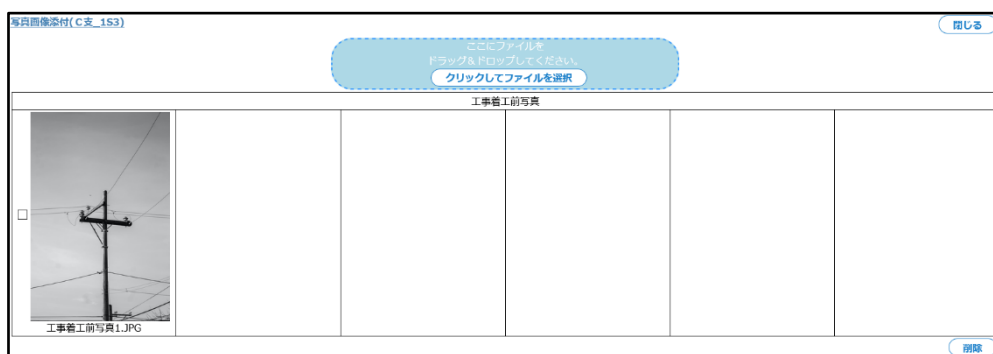 写真画像添付(C支_1S3)
閉じる
ここにファイルを
ドラッグ&ドロップしてください。
クリックしてファイルを選択
工事着工前写真
工事着工前写真1.JPG
削除